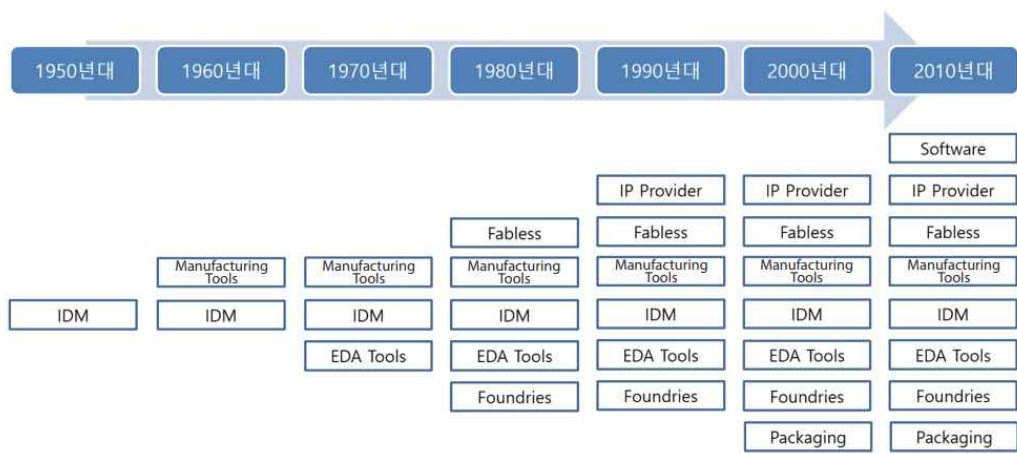 1950년대 1960년대 1970년대 1980년대 1990년대 2000년대 2010년대
Software
IP Provider IP Provider IP Provider
Fabless Fabless Fabless Fabless
Manufacturing Manufacturing Manufacturing Manufacturing Manufacturing Manufacturing
Tools Tools Tools Tools Tools Tools
IDM IDM IDM IDM IDM IDM IDM
EDA Tools EDA Tools EDA Tools EDA Tools EDA Tools
Foundries Foundries Foundries Foundries
Packaging Packaging